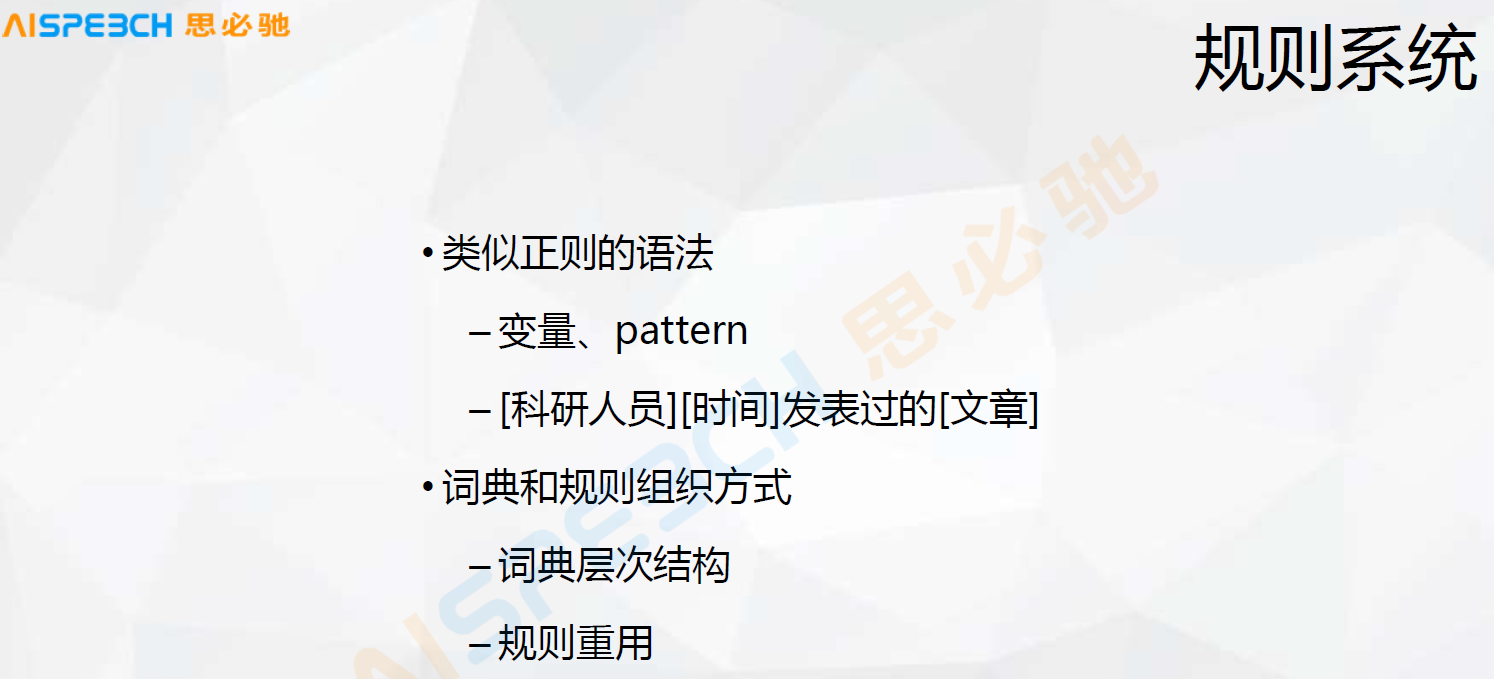 AISPEECH 思必驰
规则系统
• 类似正则的语法
– 变量、pattern
– [科研人员][时间]发表过的[文章]
• 词典和规则组织方式
– 词典层次结构
– 规则重用
AISPEECH 思必驰